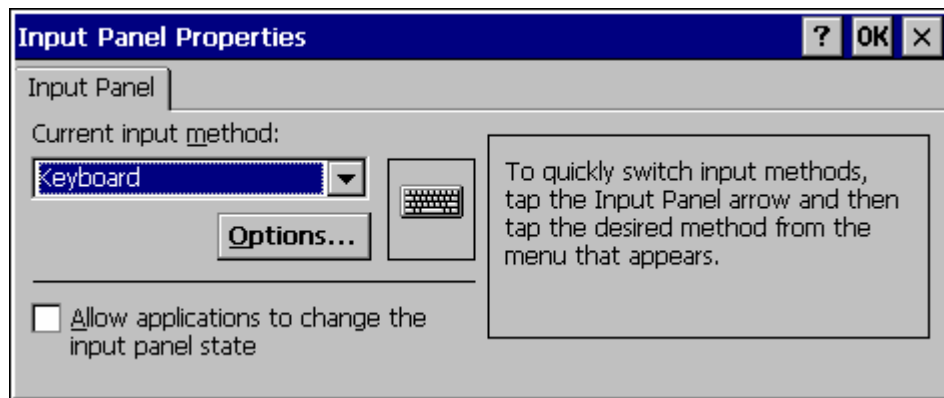 Input Panel Properties ? OK ×
Input Panel
Current input method:
Keyboard
Options...
To quickly switch input methods,
tap the Input Panel arrow and then
tap the desired method from the
menu that appears.
Allow applications to change the
input panel state